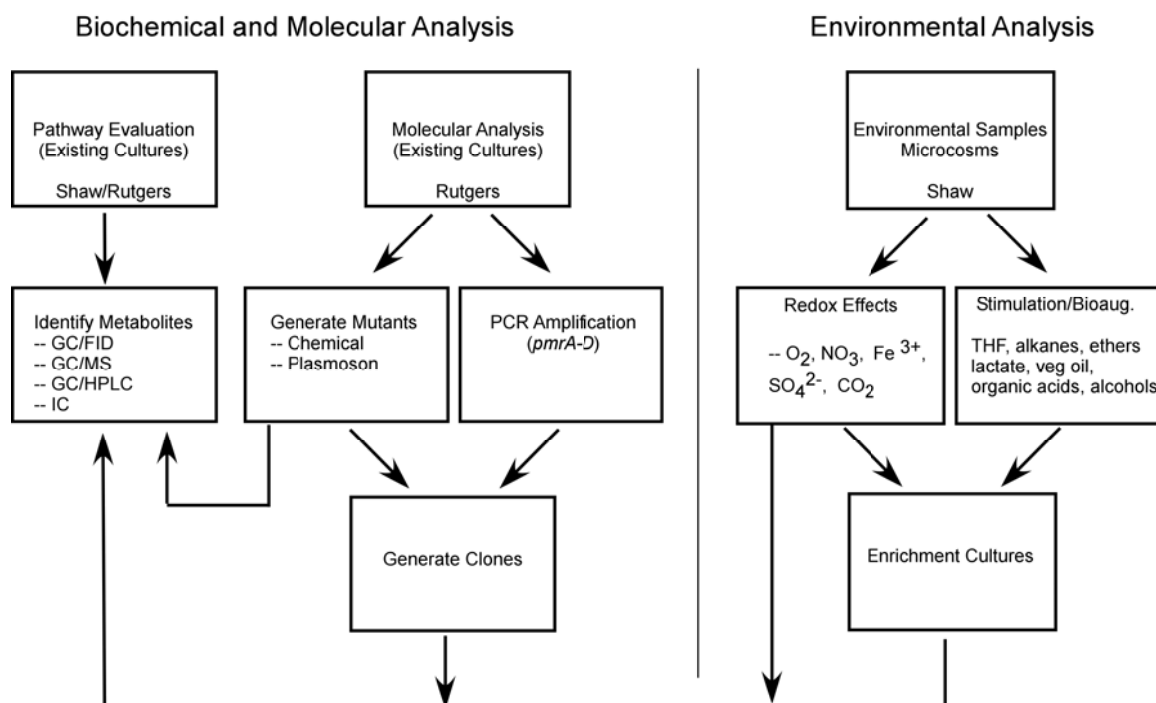 Biochemical and Molecular Analysis
Environmental Analysis
Pathway Evaluation
(Existing Cultures)
Shaw/Rutgers
Molecular Analysis
(Existing Cultures)
Rutgers
Environmental Samples
Microcosms
Shaw
Identify Metabolites
-- GC/FID
-- GC/MS
-- GC/HPLC
-- IC
Generate Mutants
-- Chemical
-- Plasmoson
PCR Amplification
(pmrA-D)
Redox Effects
-- O2, NO3, Fe 3+,
SO4 2-, CO2
Stimulation/Bioaug.
THF, alkanes, ethers
lactate, veg oil,
organic acids, alcohols
Generate Clones
Enrichment Cultures